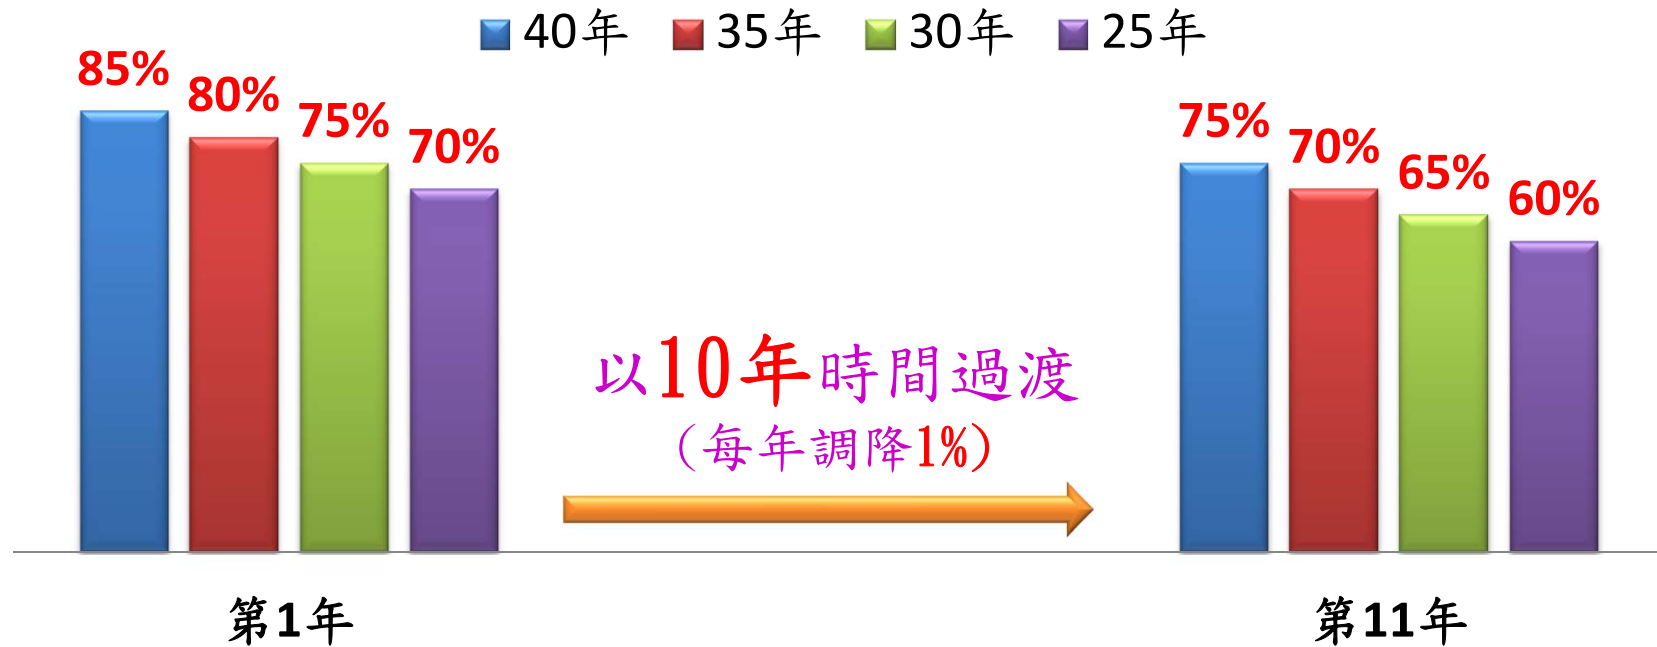 40年 35年 30年 25年
85% 80% 75% 70%
75% 70% 65% 60%
以10年時間過渡
(每年調降1%)
第1年 第11年